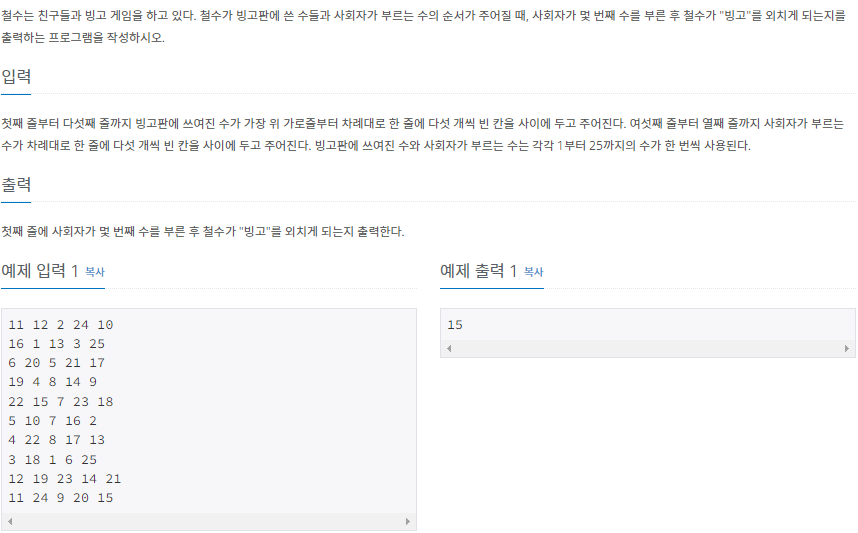 철수는 친구들과 빙고 게임을 하고 있다. 철수가 빙고판에 쓴 수들과 사회자가 부르는 수의 순서가 주어질 때, 사회자가 몇 번째 수를 부른 후 철수가 "빙고"를 외치게 되는지를
출력하는 프로그램을 작성하시오.
입력
첫째 줄부터 다섯째 줄까지 빙고판에 쓰여진 수가 가장 위 가로줄부터 차례대로 한 줄에 다섯 개씩 빈 칸을 사이에 두고 주어진다. 여섯째 줄부터 열째 줄까지 사회자가 부르는
수가 차례대로 한 줄에 다섯 개씩 빈 칸을 사이에 두고 주어진다. 빙고판에 쓰여진 수와 사회자가 부르는 수는 각각 1부터 25까지의 수가 한 번씩 사용된다.
출력
첫째 줄에 사회자가 몇 번째 수를 부른 후 철수가 "빙고"를 외치게 되는지 출력한다.
예제 입력 1 복사
11 12 2 24 10
16 1 13 3 25
6 20 5 21 17
19 4 8 14 9
22 15 7 23 18
5 10 7 16 2
4 22 8 17 13
3 18 1 6 25
12 19 23 14 21
11 24 9 20 15
예제 출력 1 복사
15